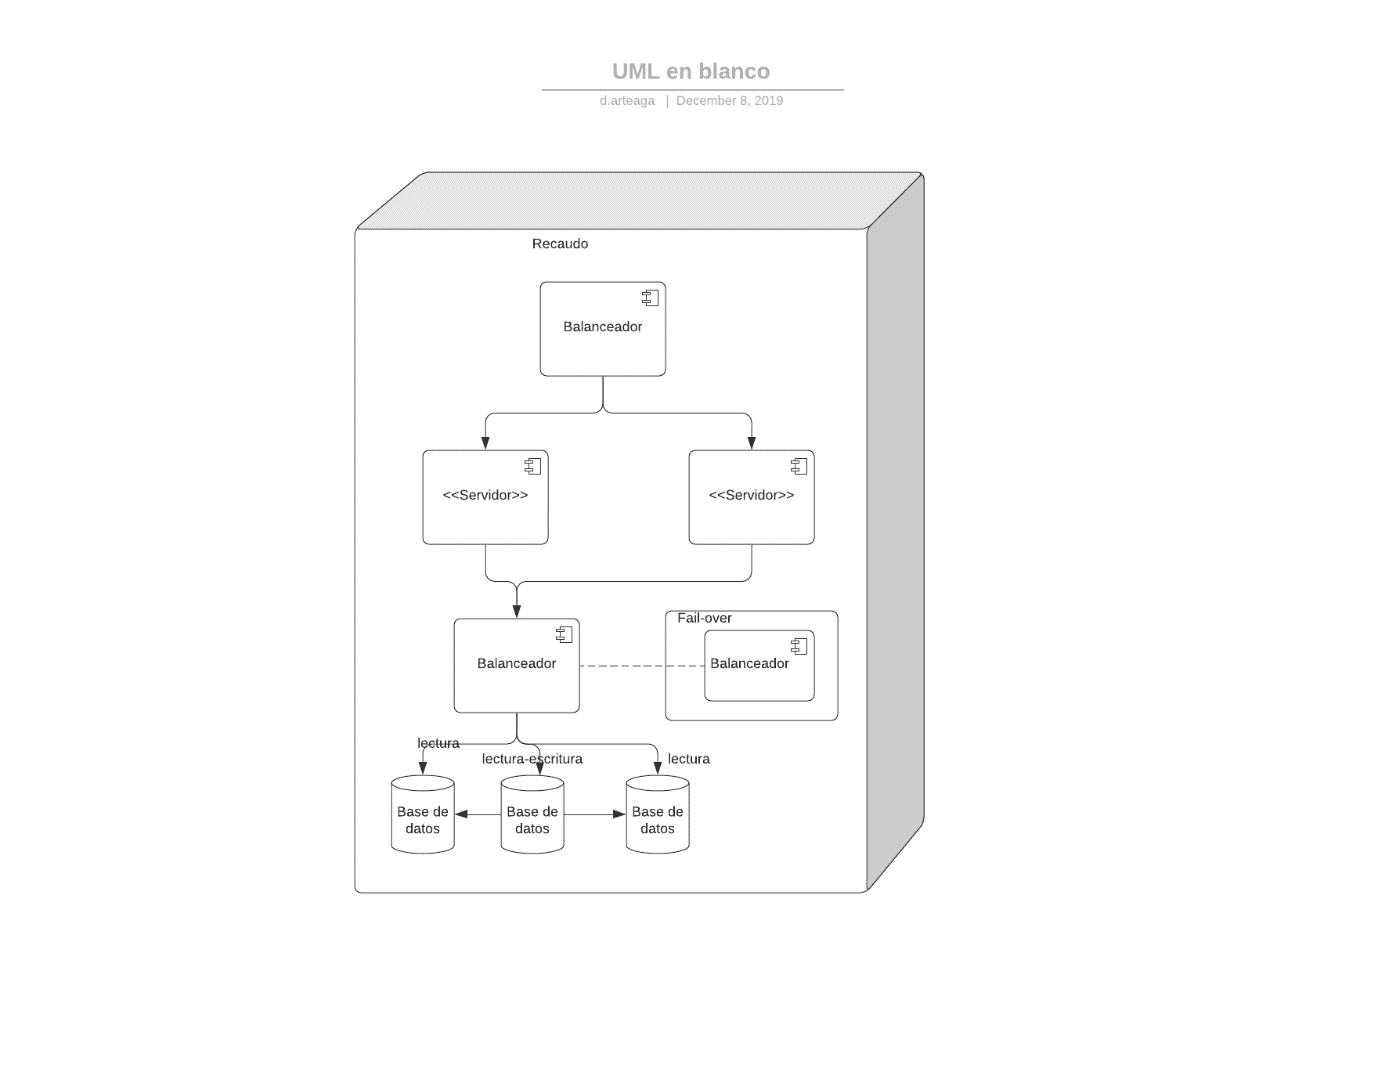 UML en blanco
d.arteaga | December 8, 2019
Recaudo
Balanceador
<<Servidor>>
<<Servidor>>
Fail-over
Balanceador
Balanceador
lectura
lectura-escritura
lectura
Base de
datos
Base de
datos
Base de
datos